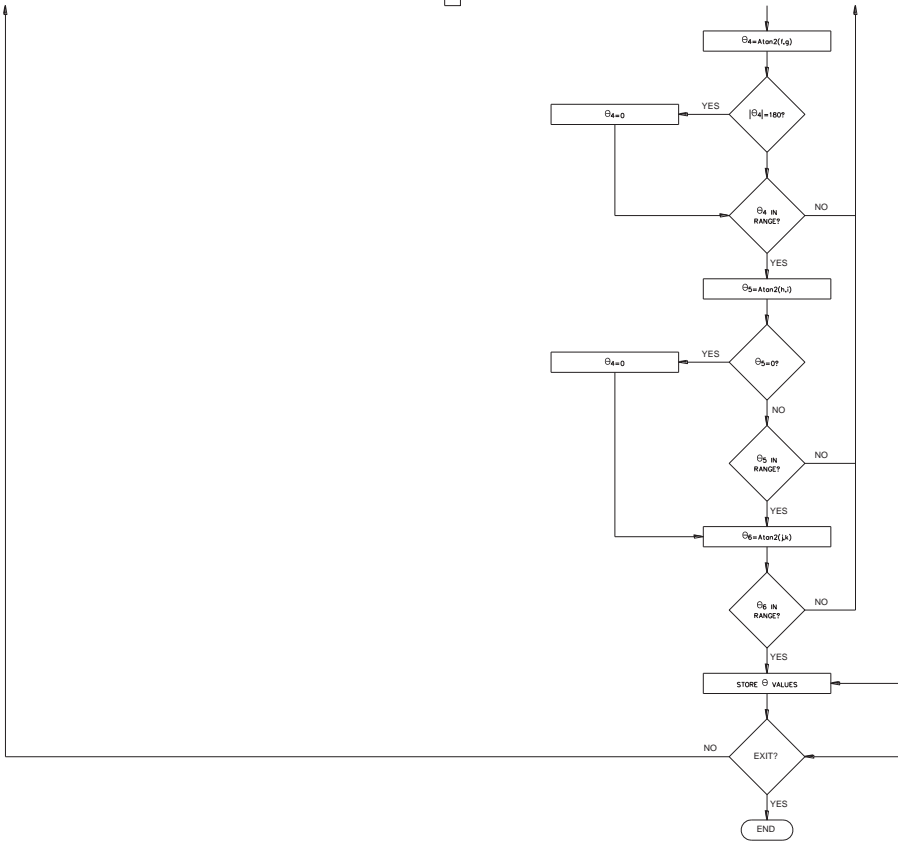 Θ4=Atan2(f,g)
YES
Θ4=0
|Θ4|=180?
Θ4 IN
RANGE?
NO
YES
Θ5=Atan2(h,i)
YES
Θ4=0
Θ5=0?
NO
Θ5 IN
RANGE?
NO
YES
Θ6=Atan2(j,k)
Θ6 IN
RANGE?
NO
YES
STORE Θ VALUES
NO
EXIT?
YES
END